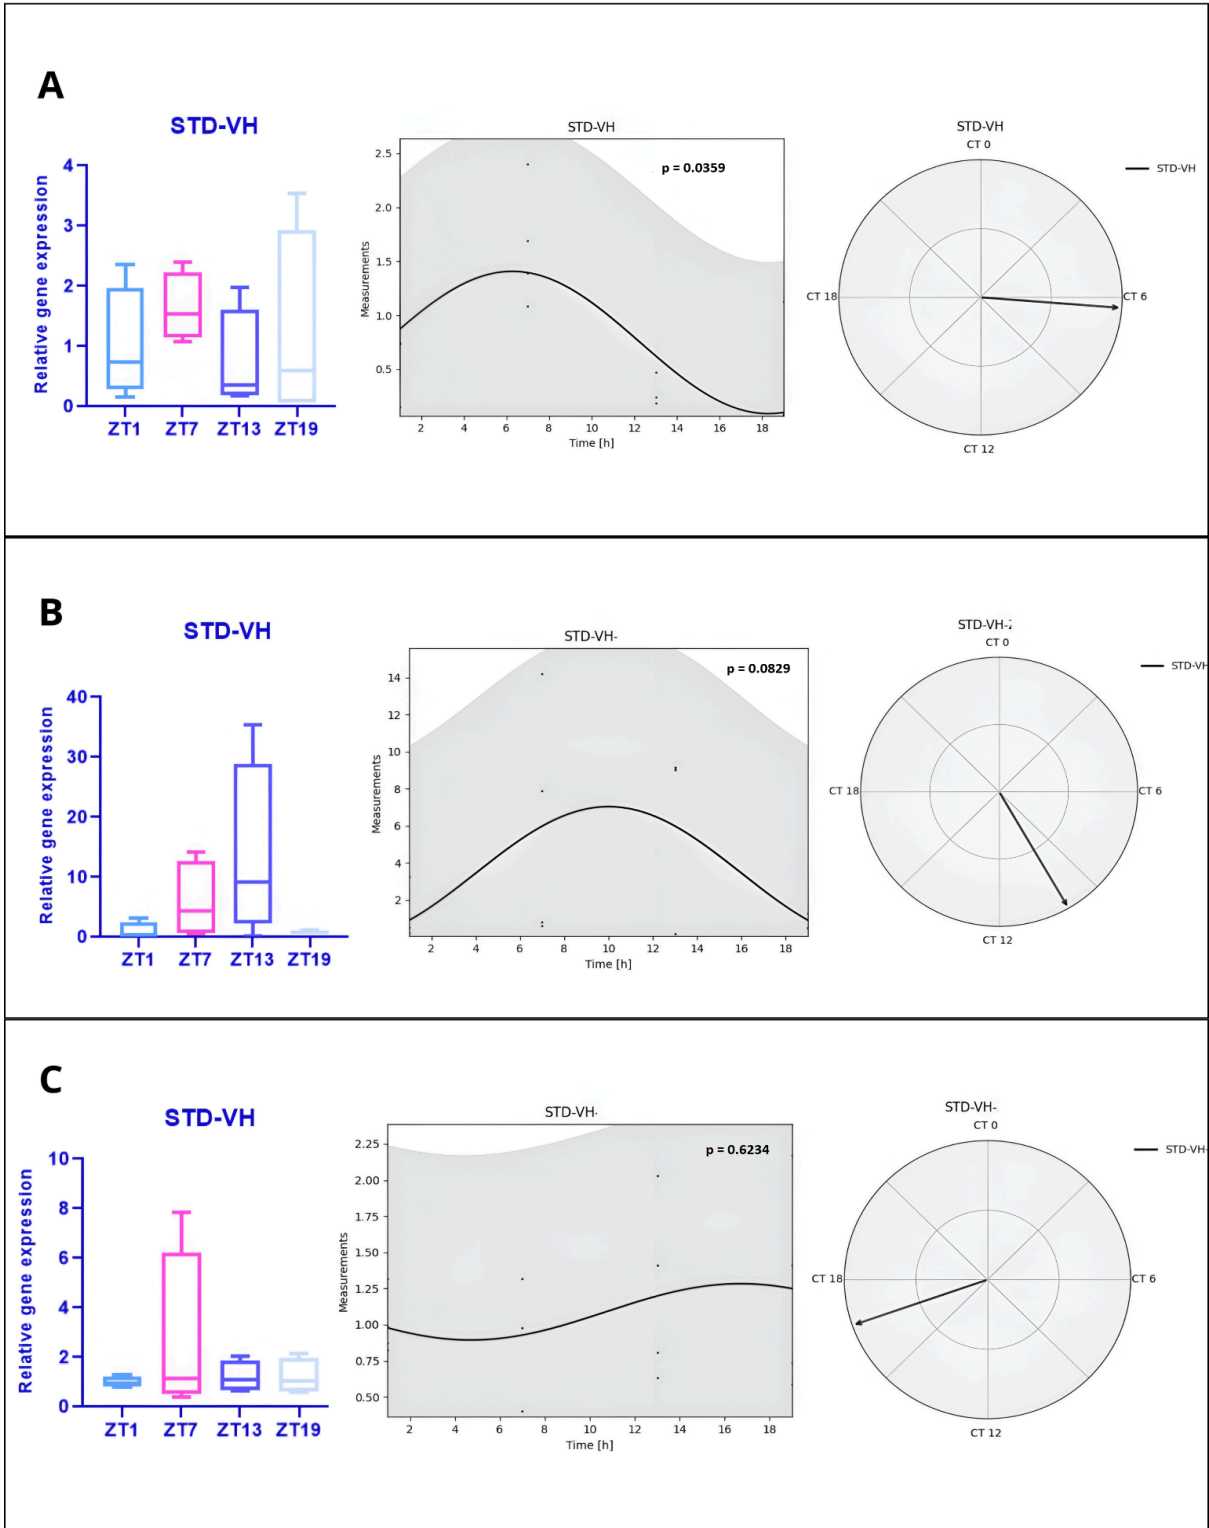 A
STD-VH
Relative gene expression
4
3
2
1
0
ZT1 ZT7 ZT13 ZT19
STD-VH
p = 0.0359
Measurements
2.5
2.0
1.5
1.0
0.5
2 4 6 8 10 12 14 16 18
Time [h]
STD-VH
CT 0
STD-VH
CT 18
CT 6
CT 12
B
STD-VH
Relative gene expression
40
30
20
10
0
ZT1 ZT7 ZT13 ZT19
STD-VH-
p = 0.0829
Measurements
14
12
10
8
6
4
2
2 4 6 8 10 12 14 16 18
Time [h]
STD-VH-
CT 0
STD-VH
CT 18
CT 6
CT 12
C
STD-VH
Relative gene expression
10
8
6
4
2
0
ZT1 ZT7 ZT13 ZT19
STD-VH-
p = 0.6234
Measurements
2.25
2.00
1.75
1.50
1.25
1.00
0.75
0.50
2 4 6 8 10 12 14 16 18
Time [h]
STD-VH-
CT 0
STD-VH-
CT 18
CT 6
CT 12